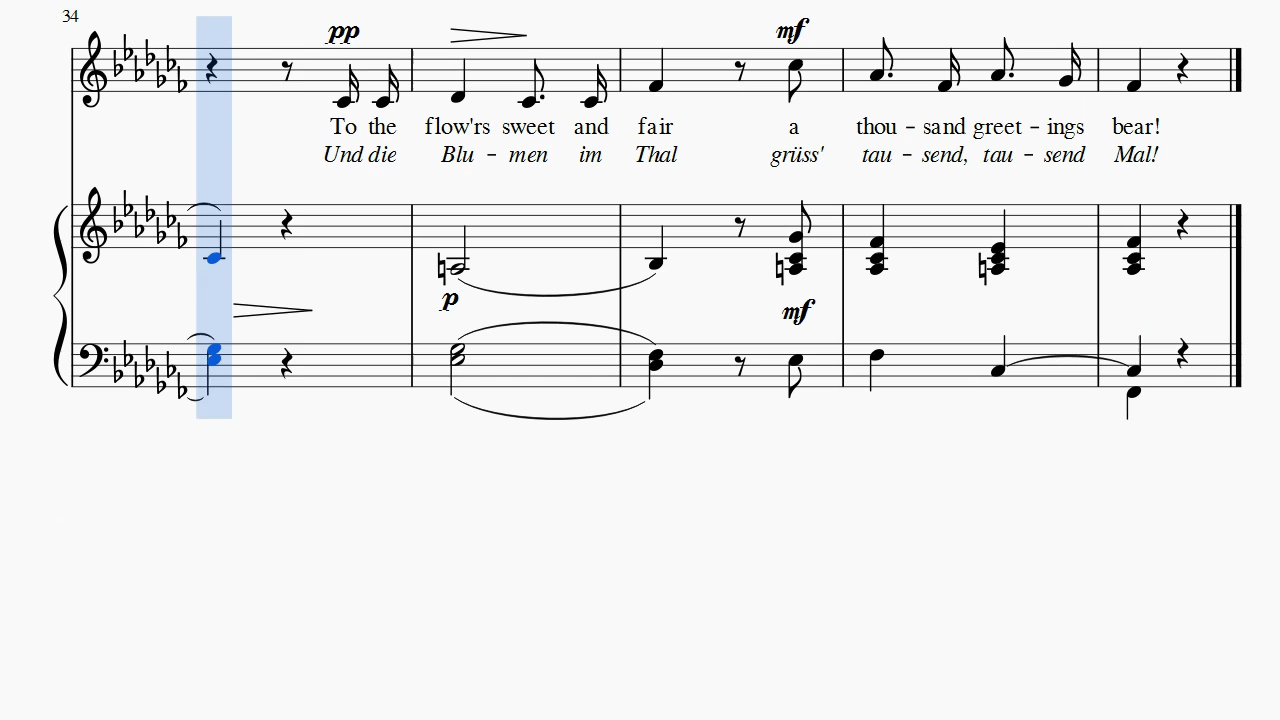 34
pp
mf
To the flow'rs sweet and fair a thou - sand greet - ings bear!
Und die Blu - men im Thal grüss' tau - send, tau - send Mal!
p
mf